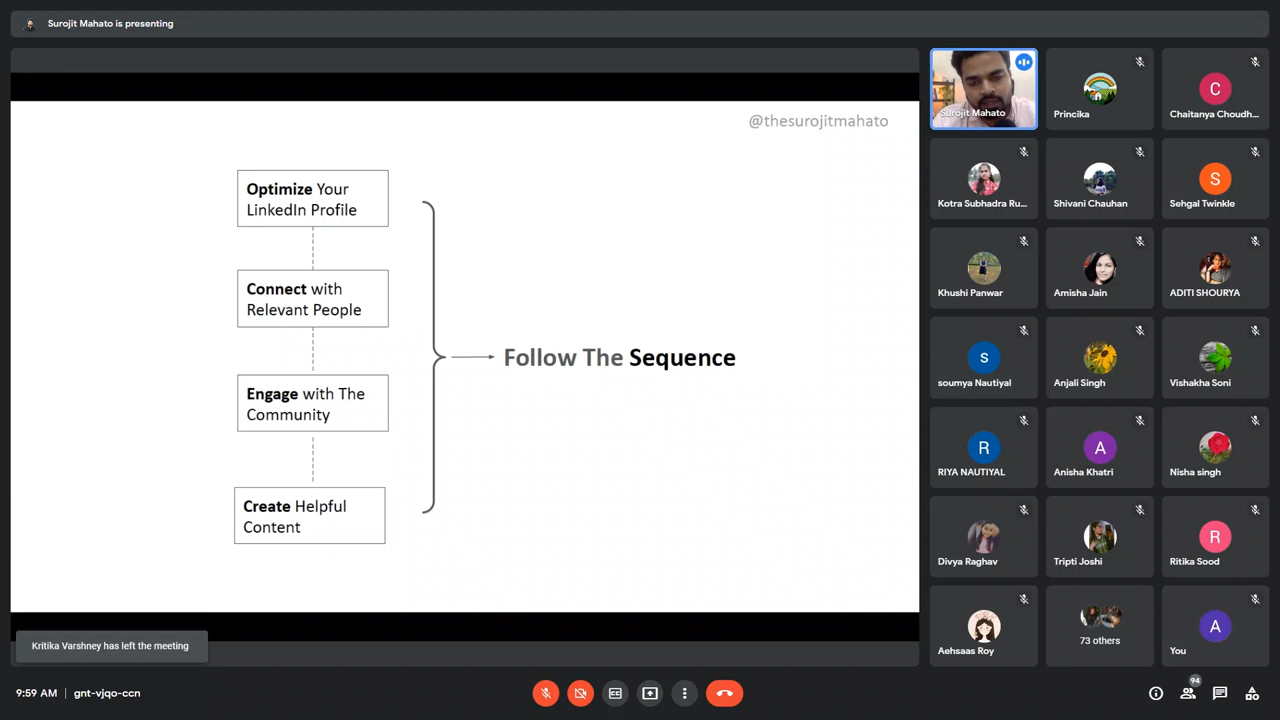 Surojit Mahato is presenting
@thesurojitmahato
Optimize Your
LinkedIn Profile
Connect with
Relevant People
Engage with The
Community
Create Helpful
Content
Follow The Sequence
Surojit Mahato
Princika
C
Chaitanya Choudh...
Kotra Subhadra Ru...
Shivani Chauhan
S
Sehgal Twinkle
Khushi Panwar
Amisha Jain
ADITI SHOURYA
s
soumya Nautiyal
Anjali Singh
Vishakha Soni
R
RIYA NAUTIYAL
A
Anisha Khatri
Nisha singh
Divya Raghav
Tripti Joshi
R
Ritika Sood
Aehsaas Roy
73 others
A
You
Kritika Varshney has left the meeting
9:59 AM | gnt-vjqo-ccn
CC
94